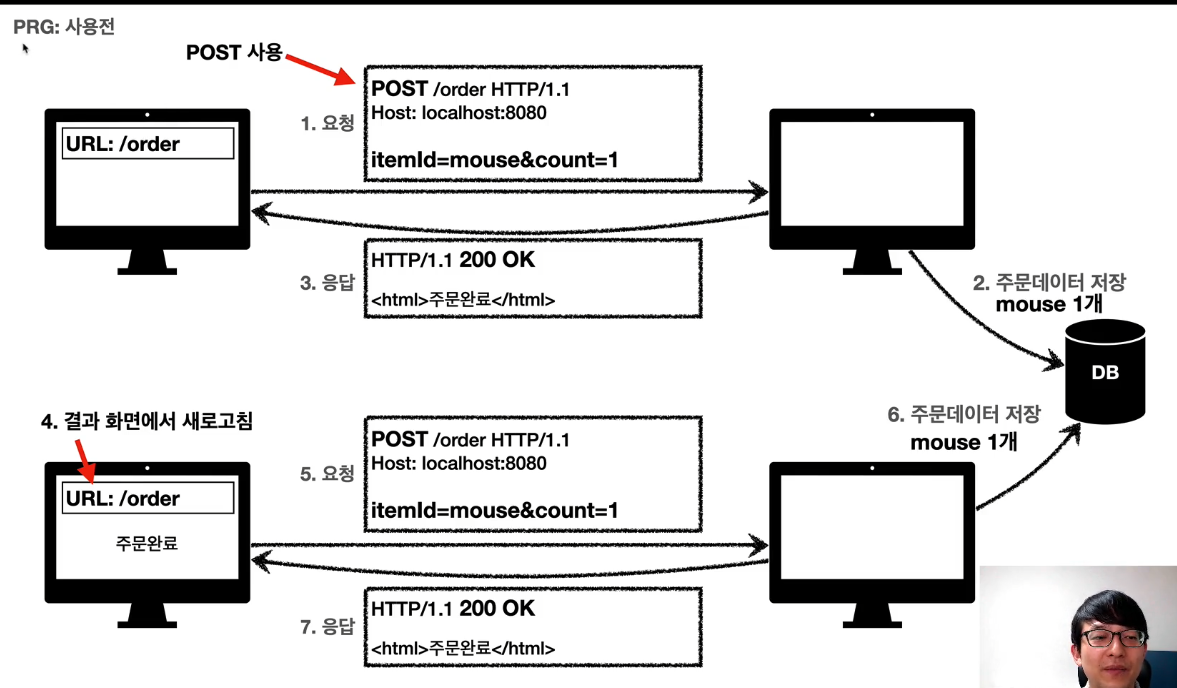 PRG: 사용전
POST 사용
POST /order HTTP/1.1
Host: localhost:8080
itemId=mouse&count=1
1. 요청
URL: /order
HTTP/1.1 200 OK
<html>주문완료</html>
3. 응답
2. 주문데이터 저장
mouse 1개
DB
4. 결과 화면에서 새로고침
URL: /order
주문완료
POST /order HTTP/1.1
Host: localhost:8080
itemId=mouse&count=1
5. 요청
6. 주문데이터 저장
mouse 1개
HTTP/1.1 200 OK
<html>주문완료</html>
7. 응답